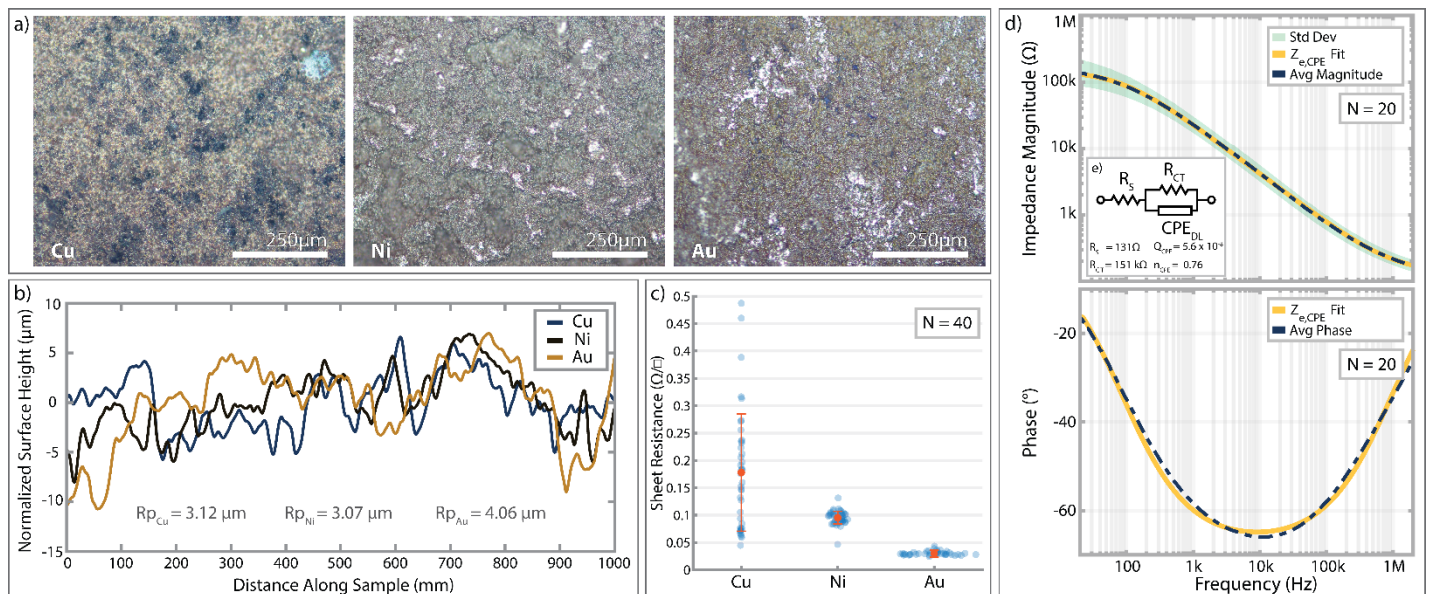 a)
Cu
250µm
Ni
250µm
Au
250µm
b)
Normalized Surface Height (µm)
10
5
0
-5
-10
-15
Cu
Ni
Au
Rp_Cu = 3.12 µm
Rp_Ni = 3.07 µm
Rp_Au = 4.06 µm
0 100 200 300 400 500 600 700 800 900 1000
Distance Along Sample (mm)
c)
Sheet Resistance (Ω/□)
0.5
0.45
0.4
0.35
0.3
0.25
0.2
0.15
0.1
0.05
0
N = 40
Cu Ni Au
d)
Impedance Magnitude (Ω)
1M
100k
10k
1k
Std Dev
Z_e,CPE Fit
Avg Magnitude
N = 20
e)
R_S
R_CT
CPE_DL
R_S = 131Ω Q_CPE = 5.6 x 10^-8
R_CT = 151 kΩ n_CPE = 0.76
Phase (°)
-20
-40
-60
Z_e,CPE Fit
Avg Phase
N = 20
100 1k 10k 100k 1M
Frequency (Hz)